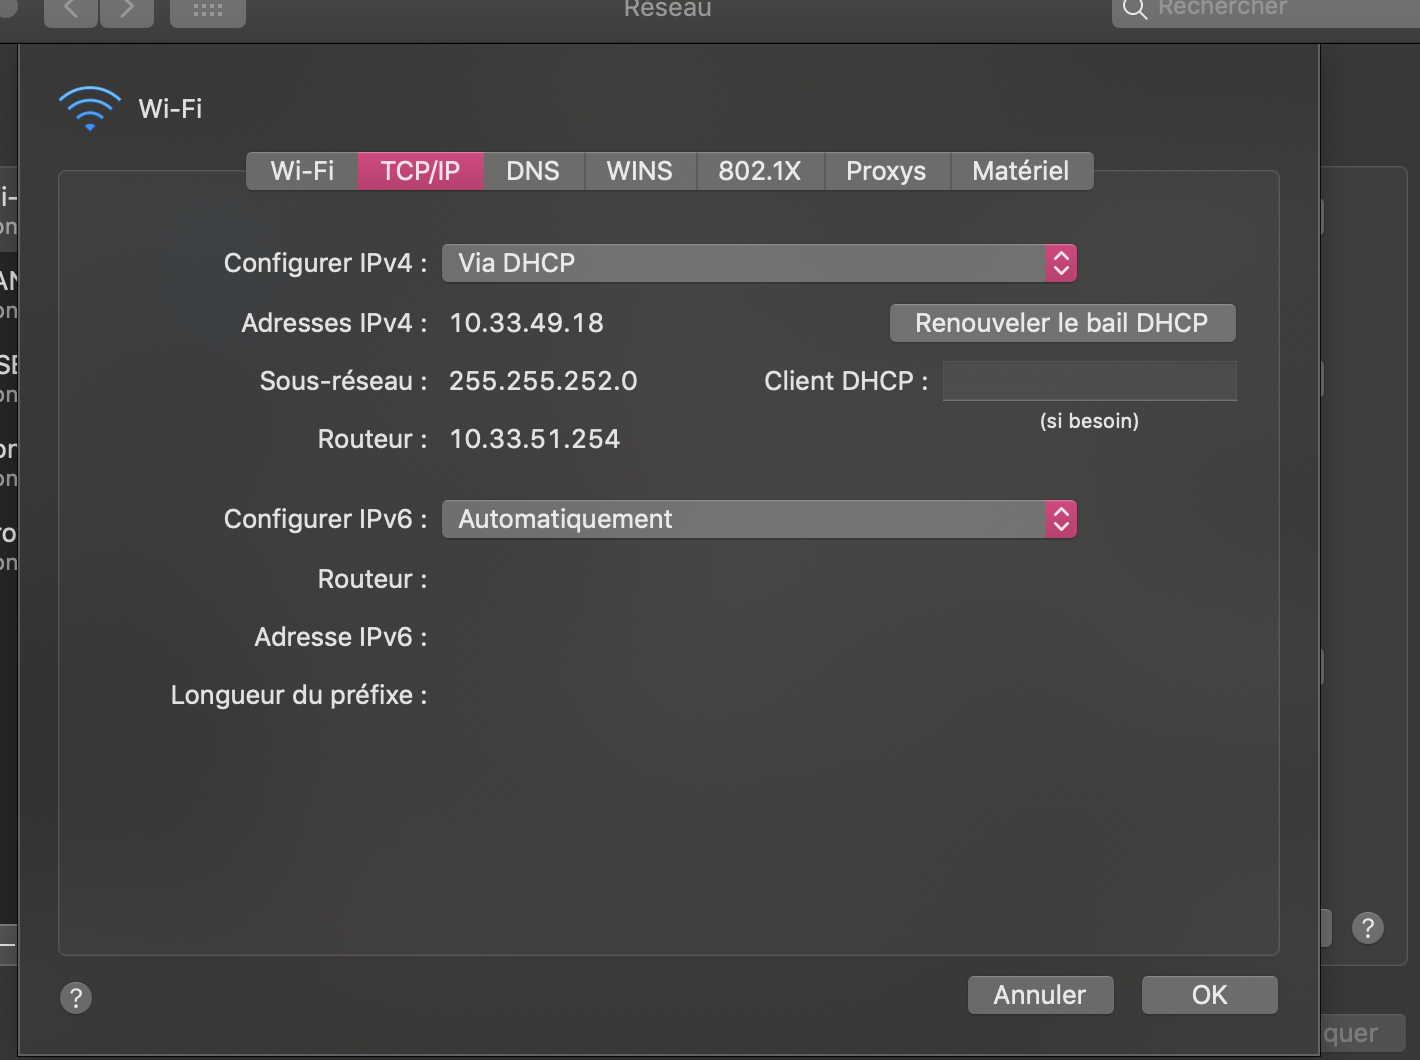 Réseau
Rechercher
Wi-Fi
Wi-Fi TCP/IP DNS WINS 802.1X Proxys Matériel
Configurer IPv4 : Via DHCP
Adresses IPv4 : 10.33.49.18 Renouveler le bail DHCP
Sous-réseau : 255.255.252.0 Client DHCP :
(si besoin)
Routeur : 10.33.51.254
Configurer IPv6 : Automatiquement
Routeur :
Adresse IPv6 :
Longueur du préfixe :
?
? Annuler OK
quer